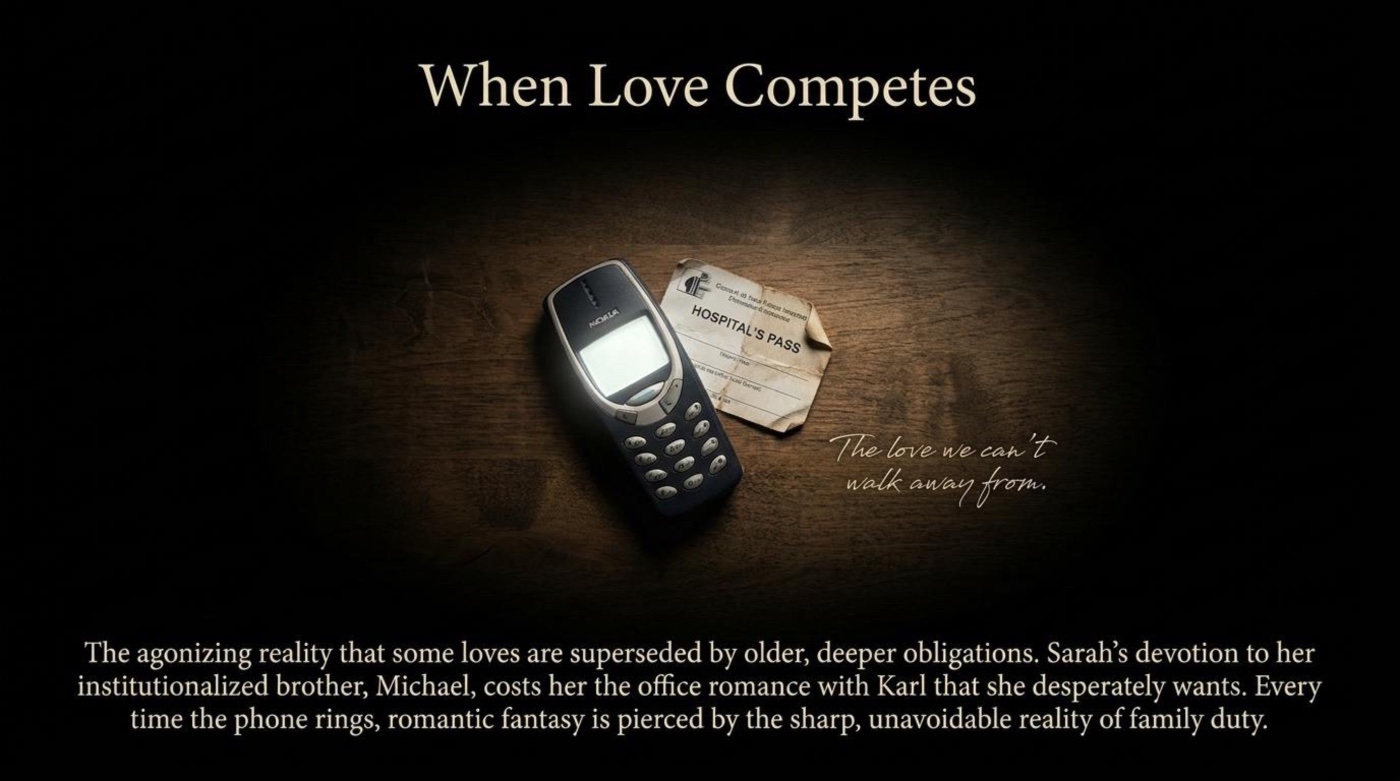 When Love Competes
NOKIA
HOSPITAL'S PASS
The love we can't
walk away from.
The agonizing reality that some loves are superseded by older, deeper obligations. Sarah's devotion to her
institutionalized brother, Michael, costs her the office romance with Karl that she desperately wants. Every
time the phone rings, romantic fantasy is pierced by the sharp, unavoidable reality of family duty.